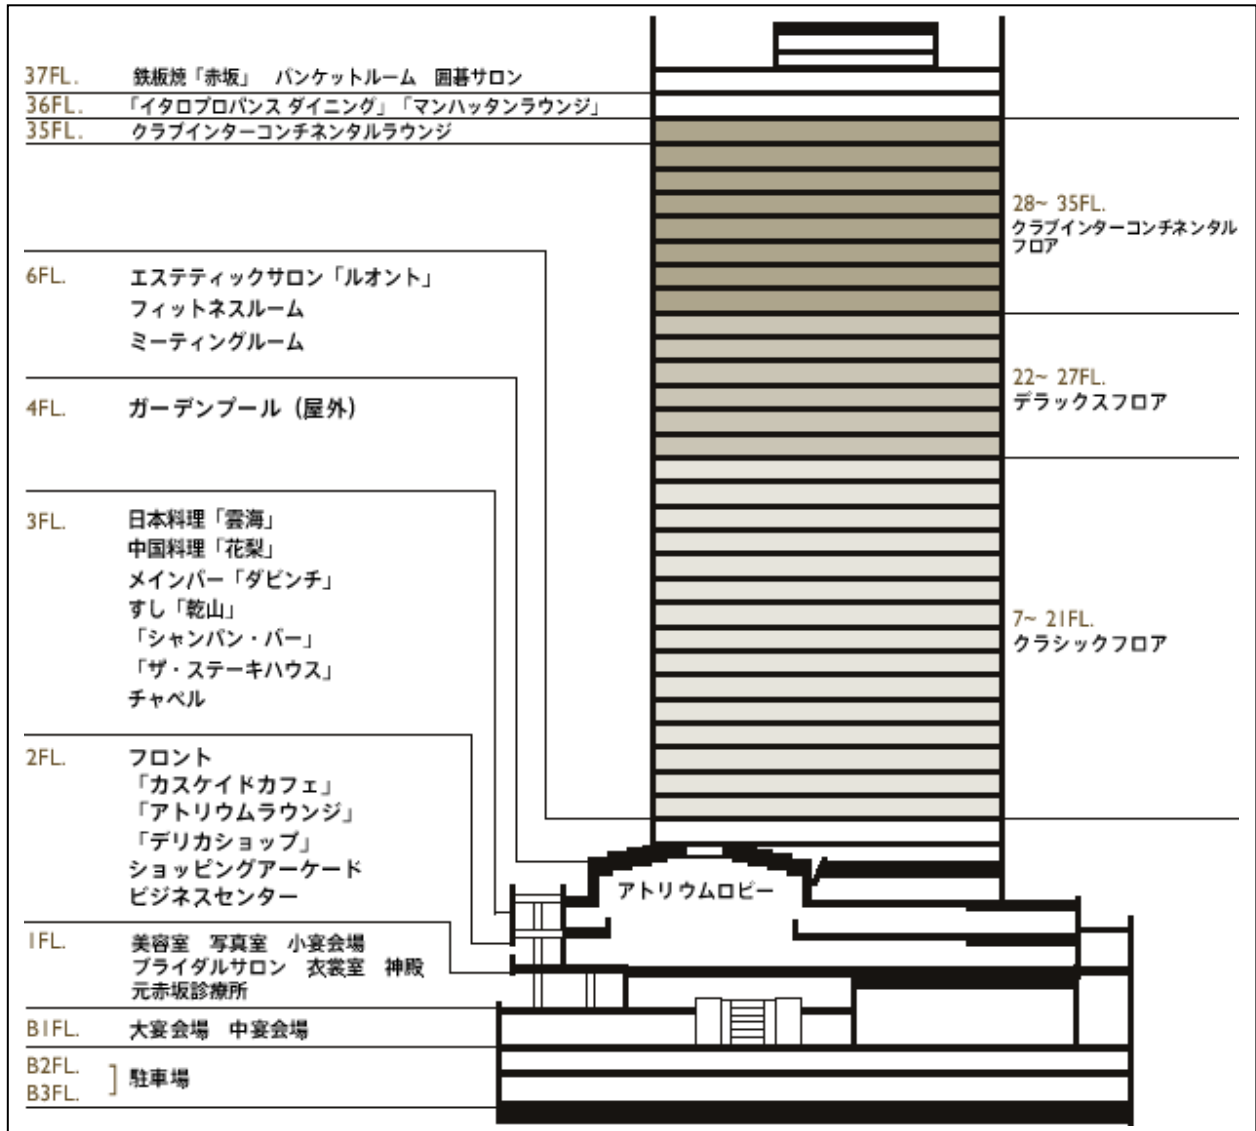 37FL. 鉄板焼「赤坂」 バンケットルーム 囲碁サロン
36FL. 「イタロプロバンス ダイニング」「マンハッタンラウンジ」
35FL. クラブインターコンチネンタルラウンジ
28~ 35FL.
クラブインターコンチネンタル
フロア
6FL. エステティックサロン「ルオント」
フィットネスルーム
ミーティングルーム
22~ 27FL.
デラックスフロア
4FL. ガーデンプール（屋外）
3FL. 日本料理「雲海」
中国料理「花梨」
メインバー「ダビンチ」
すし「乾山」
「シャンパン・バー」
「ザ・ステーキハウス」
チャペル
7~ 21FL.
クラシックフロア
2FL. フロント
「カスケイドカフェ」
「アトリウムラウンジ」
「デリカショップ」
ショッピングアーケード
ビジネスセンター
アトリウムロビー
1FL. 美容室 写真室 小宴会場
ブライダルサロン 衣裳室 神殿
元赤坂診療所
B1FL. 大宴会場 中宴会場
B2FL.
B3FL.
駐車場